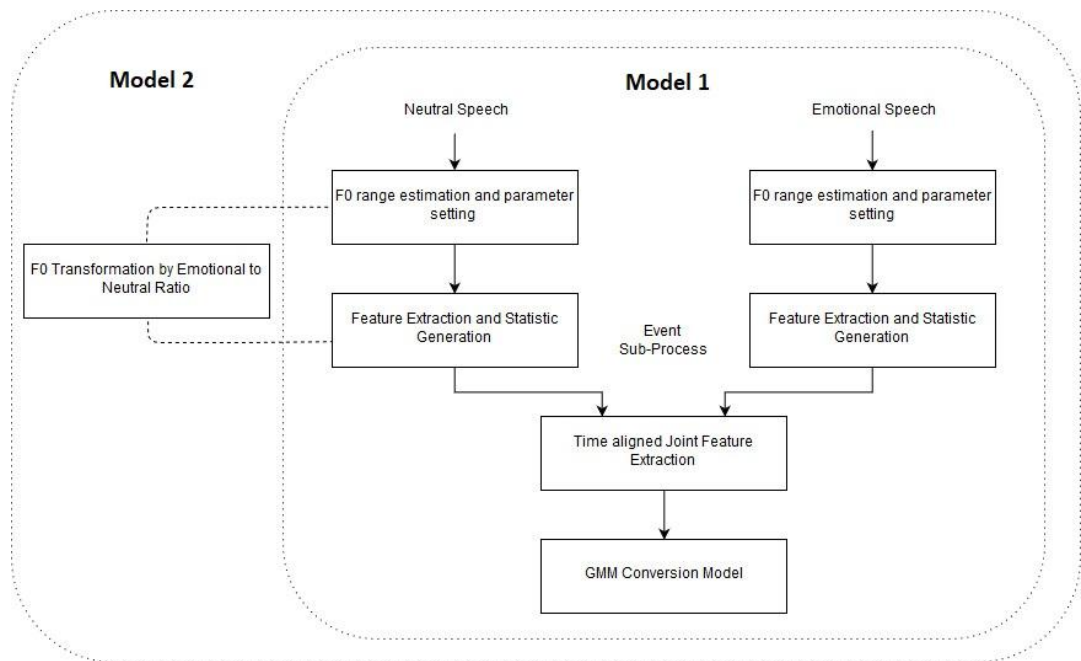 Model 2
Model 1
Neutral Speech
Emotional Speech
F0 range estimation and parameter
setting
F0 range estimation and parameter
setting
F0 Transformation by Emotional to
Neutral Ratio
Feature Extraction and Statistic
Generation
Event
Sub-Process
Feature Extraction and Statistic
Generation
Time aligned Joint Feature
Extraction
GMM Conversion Model